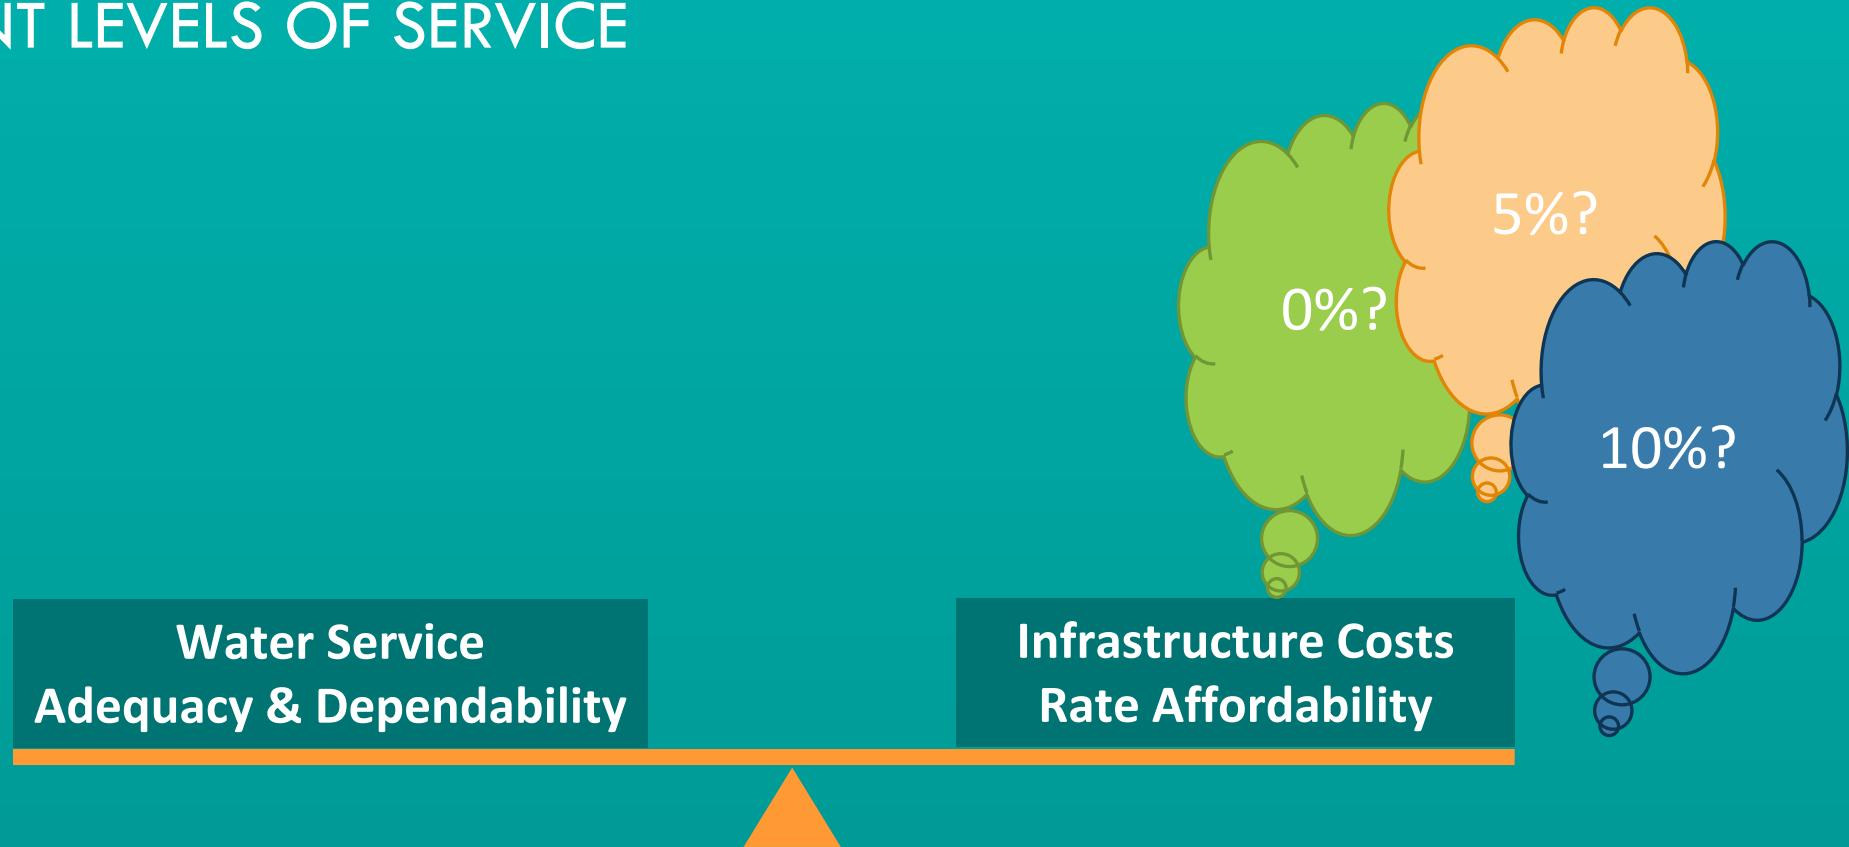 NT LEVELS OF SERVICE
5%?
0%?
10%?
Water Service
Adequacy & Dependability
Infrastructure Costs
Rate Affordability